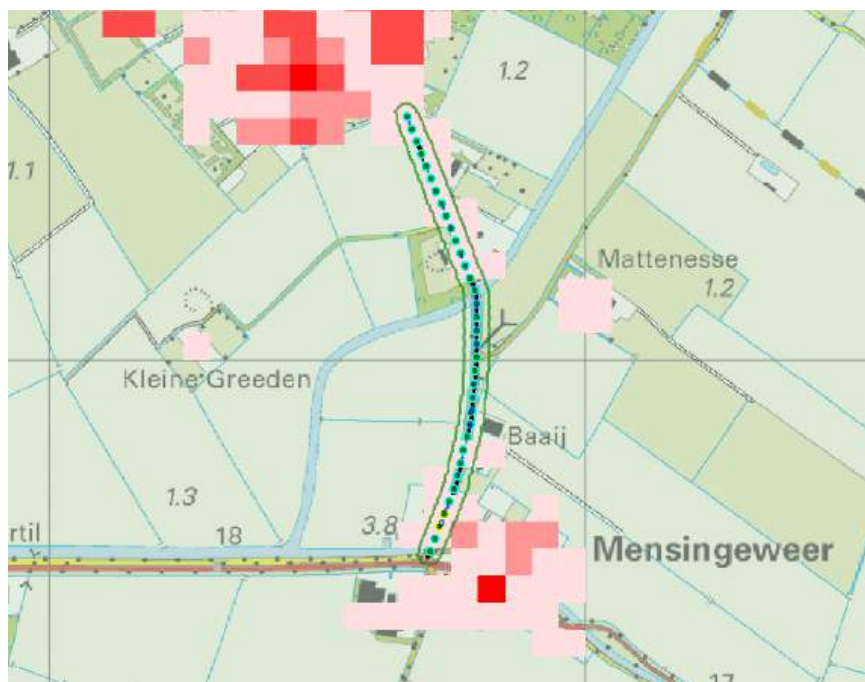 1.2
1.1
Mattenesse
1.2
Kleine Greeden
Baaij
1.3
rtil
18
3.8
Mensingeweer
17